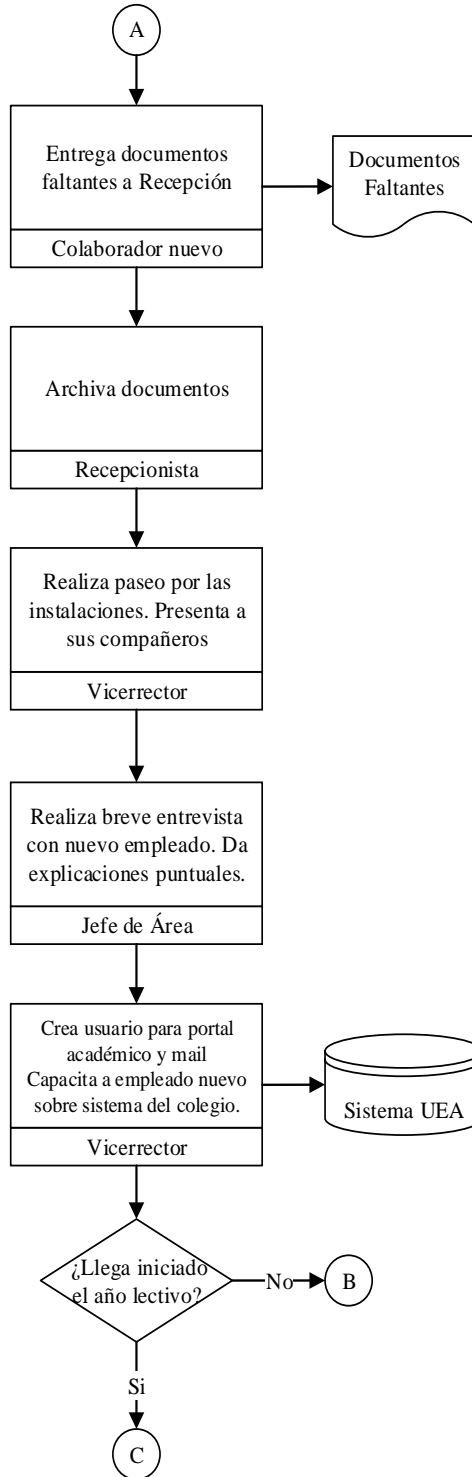 A
Entrega documentos
faltantes a Recepción
Colaborador nuevo
Documentos
Faltantes
Archiva documentos
Recepcionista
Realiza paseo por las
instalaciones. Presenta a
sus compañeros
Vicerrector
Realiza breve entrevista
con nuevo empleado. Da
explicaciones puntuales.
Jefe de Área
Crea usuario para portal
académico y mail
Capacita a empleado nuevo
sobre sistema del colegio.
Vicerrector
Sistema UEA
¿Llega iniciado
el año lectivo?
No
B
Si
C